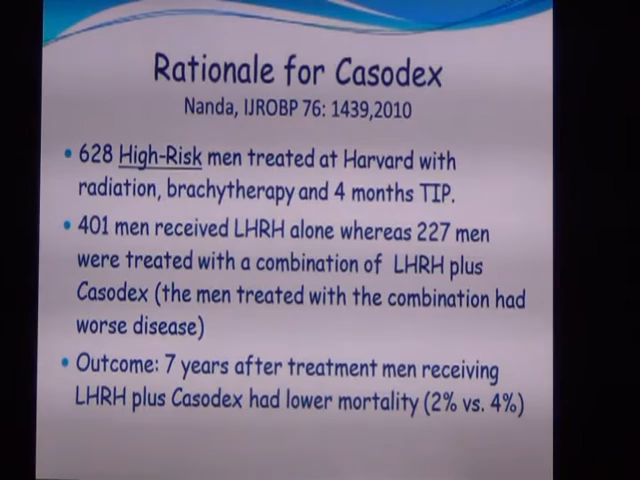 Rationale for Casodex
Nanda, IJROBP 76: 1439,2010
• 628 High-Risk men treated at Harvard with
radiation, brachytherapy and 4 months TIP.
• 401 men received LHRH alone whereas 227 men
were treated with a combination of LHRH plus
Casodex (the men treated with the combination had
worse disease)
• Outcome: 7 years after treatment men receiving
LHRH plus Casodex had lower mortality (2% vs. 4%)